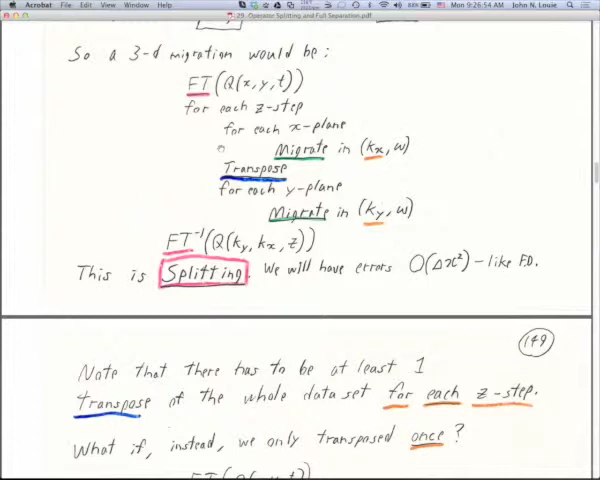 Acrobat File Edit View Window Help 88% Mon 9:26:54 AM John N. Louie
29. Operator Splitting and Full Separation.pdf
So a 3-d migration would be:
FT(Q(x,y,t))
for each z-step
for each x-plane
Migrate in (kx, ω)
Transpose
for each y-plane
Migrate in (ky, ω)
FT⁻¹(Q(ky, kx, z))
This is Splitting. We will have errors O(Δx²)-like F.D.
149
Note that there has to be at least 1
transpose of the whole data set for each z-step.
What if, instead, we only transposed once?